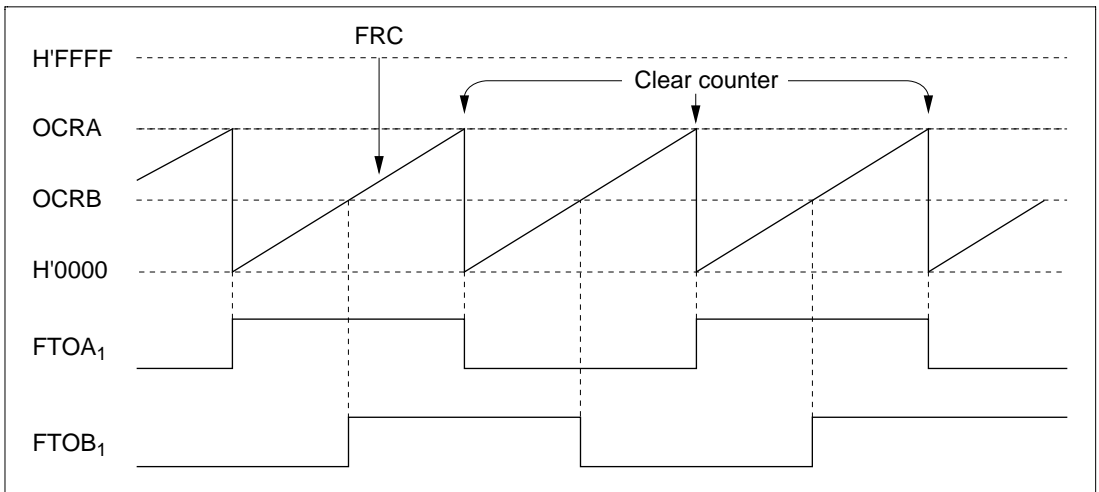 FRC
H'FFFF
Clear counter
OCRA
OCRB
H'0000
FTOA₁
FTOB₁